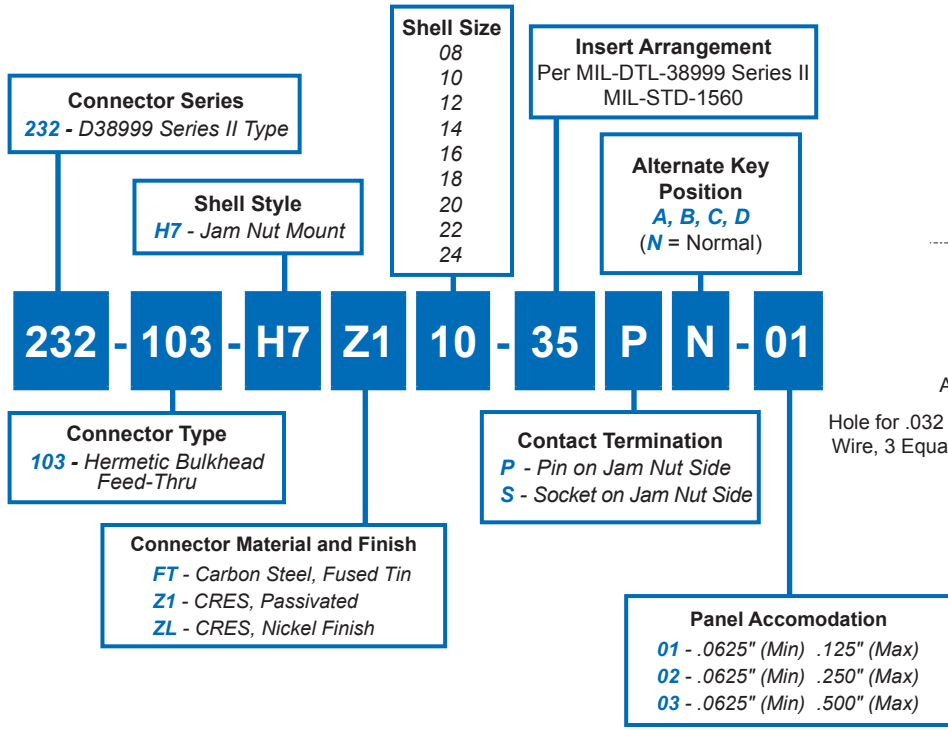 Shell Size
08
10
12
14
16
18
20
22
24
Insert Arrangement
Per MIL-DTL-38999 Series II
MIL-STD-1560
Connector Series
232 - D38999 Series II Type
Shell Style
H7 - Jam Nut Mount
Alternate Key
Position
A, B, C, D
(N = Normal)
232 - 103 - H7 Z1 10 - 35 P N - 01
Connector Type
103 - Hermetic Bulkhead
Feed-Thru
Contact Termination
P - Pin on Jam Nut Side
S - Socket on Jam Nut Side
A
Hole for .032
Wire, 3 Equa
Connector Material and Finish
FT - Carbon Steel, Fused Tin
Z1 - CRES, Passivated
ZL - CRES, Nickel Finish
Panel Accomodation
01 - .0625" (Min) .125" (Max)
02 - .0625" (Min) .250" (Max)
03 - .0625" (Min) .500" (Max)